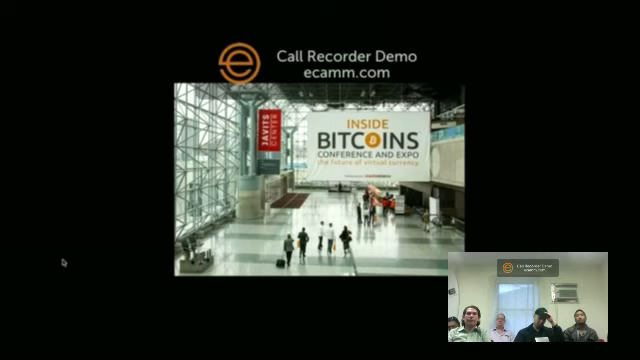 Call Recorder Demo
ecamm.com
JAVITS
CENTER
INSIDE
BITCOINS
CONFERENCE AND EXPO
the future of virtual currency
Call Recorder Demo
ecamm.com